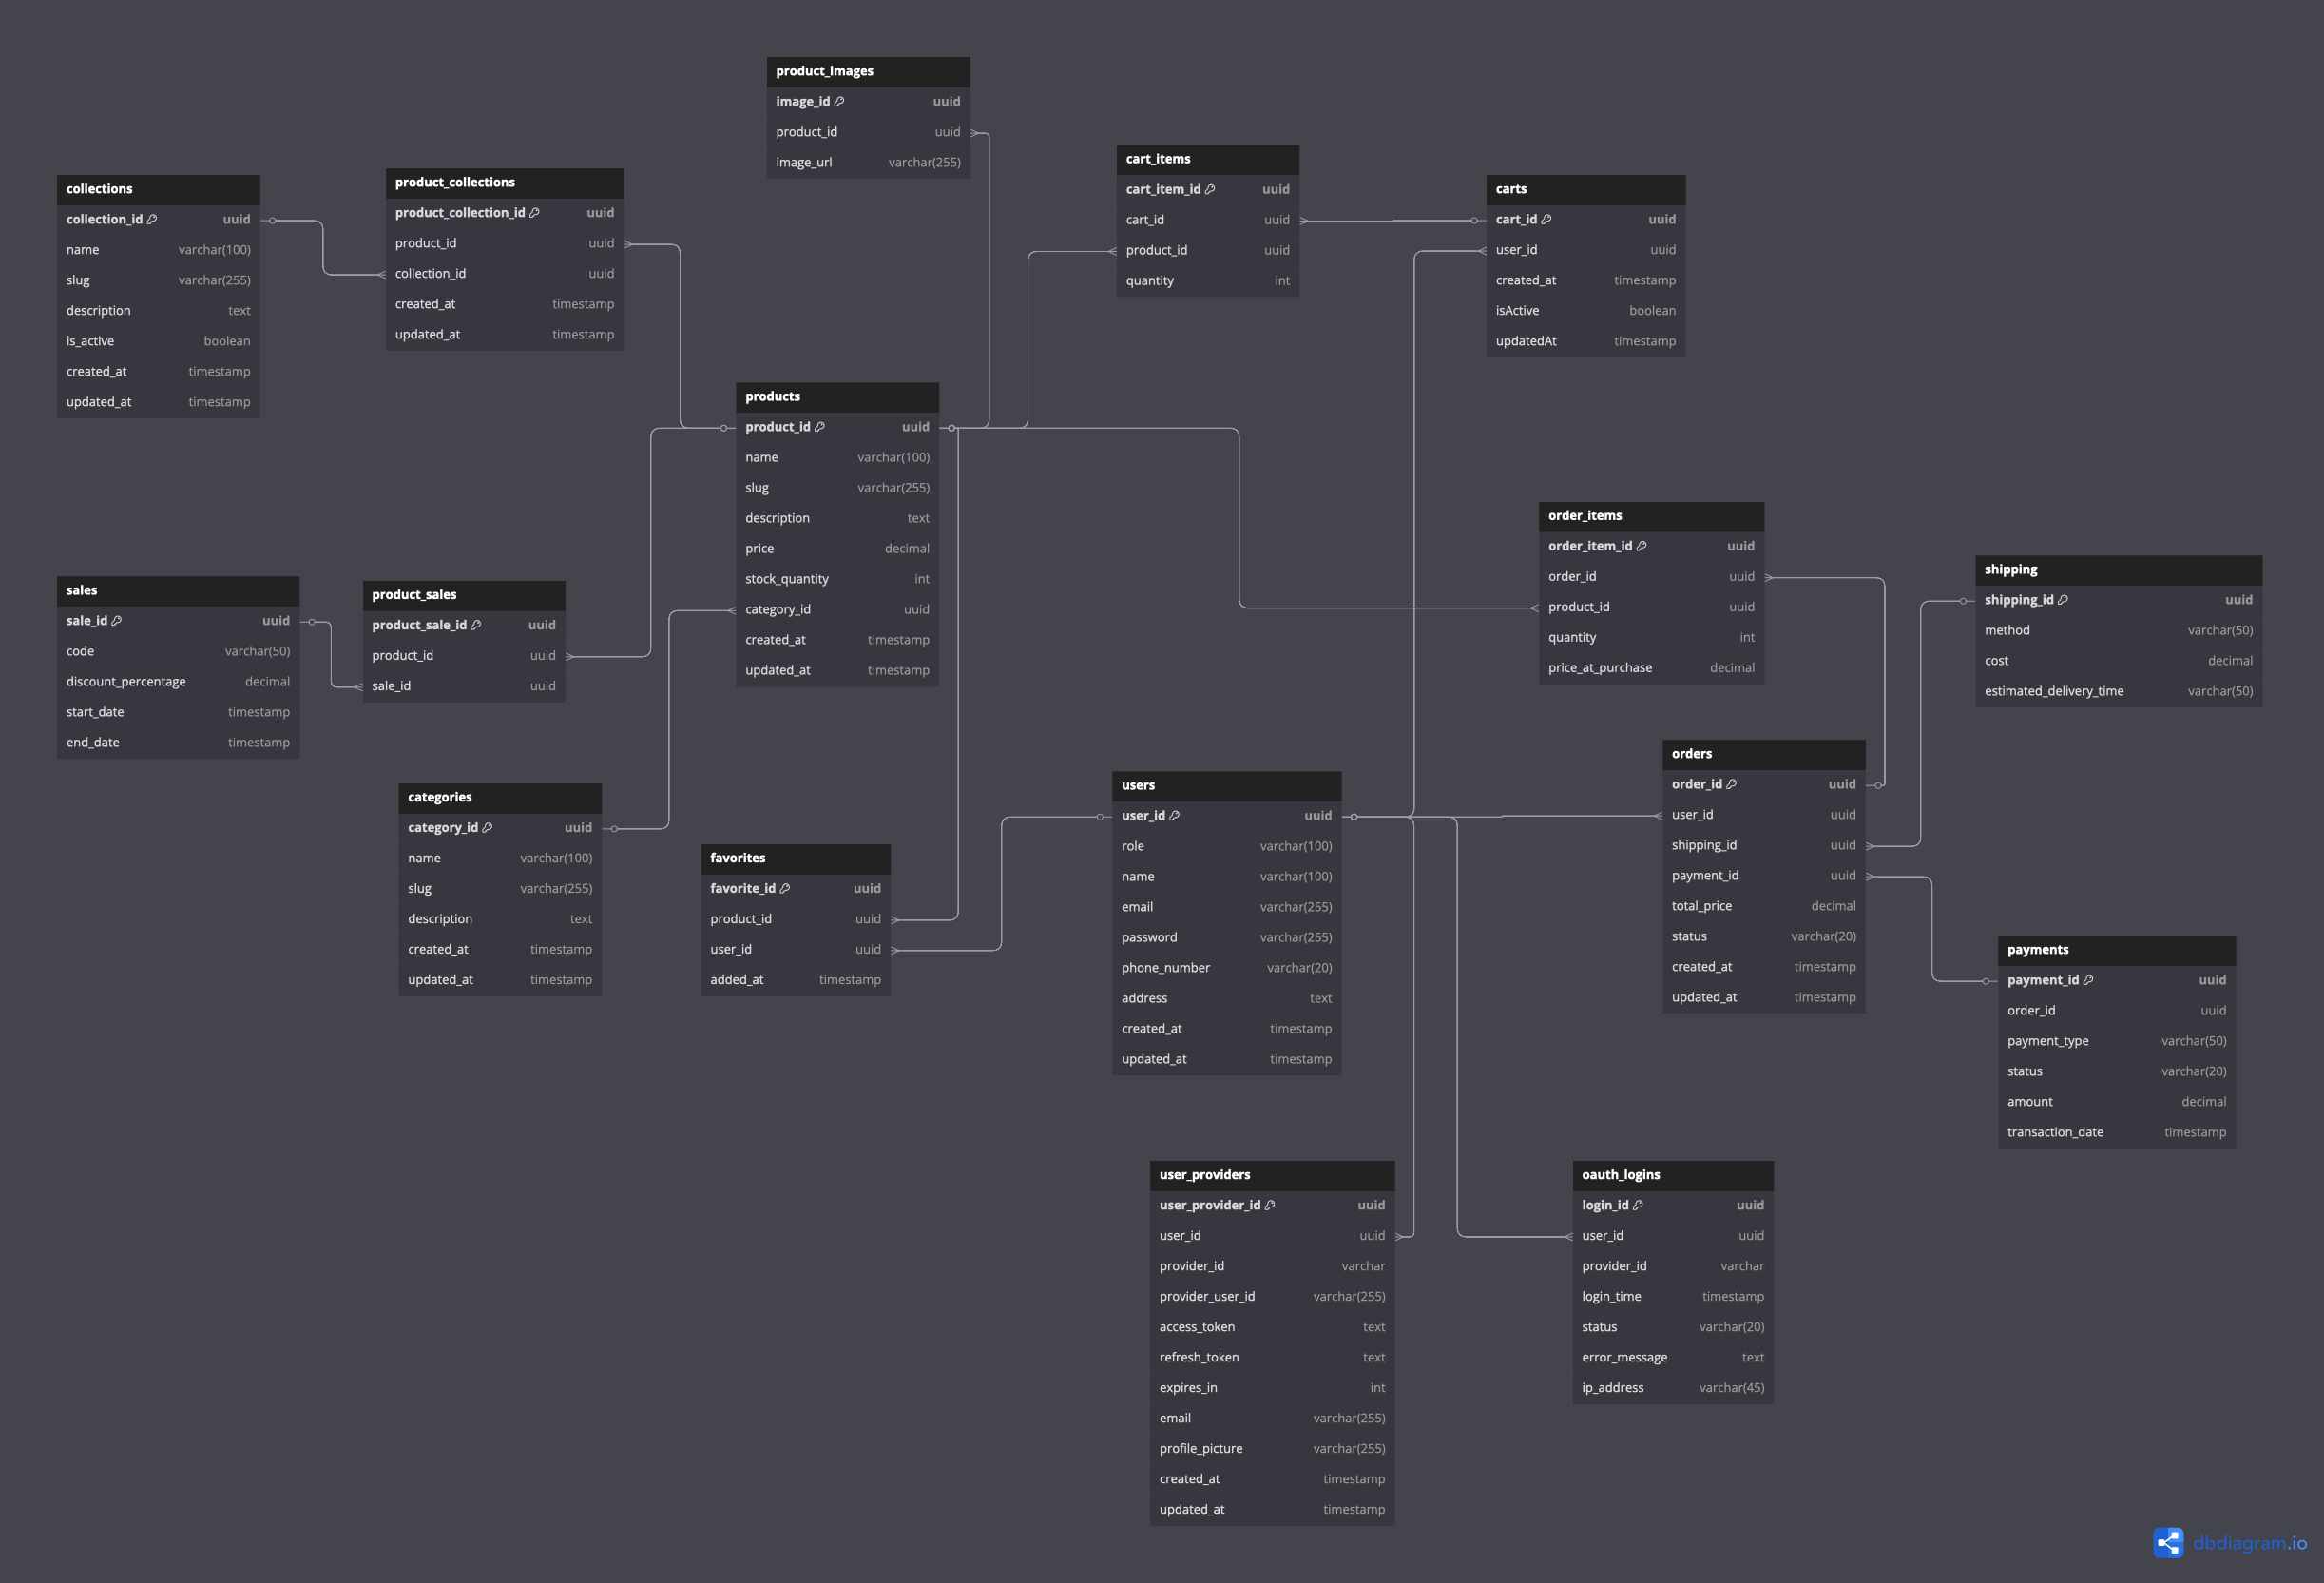 product_images
image_id uuid
product_id uuid
image_url varchar(255)
cart_items
cart_item_id uuid
cart_id uuid
product_id uuid
quantity int
collections
collection_id uuid
name varchar(100)
slug varchar(255)
description text
is_active boolean
created_at timestamp
updated_at timestamp
product_collections
product_collection_id uuid
product_id uuid
collection_id uuid
created_at timestamp
updated_at timestamp
carts
cart_id uuid
user_id uuid
created_at timestamp
isActive boolean
updatedAt timestamp
products
product_id uuid
name varchar(100)
slug varchar(255)
description text
price decimal
stock_quantity int
category_id uuid
created_at timestamp
updated_at timestamp
order_items
order_item_id uuid
order_id uuid
product_id uuid
quantity int
price_at_purchase decimal
shipping
shipping_id uuid
method varchar(50)
cost decimal
estimated_delivery_time varchar(50)
sales
sale_id uuid
code varchar(50)
discount_percentage decimal
start_date timestamp
end_date timestamp
product_sales
product_sale_id uuid
product_id uuid
sale_id uuid
categories
category_id uuid
name varchar(100)
slug varchar(255)
description text
created_at timestamp
updated_at timestamp
favorites
favorite_id uuid
product_id uuid
user_id uuid
added_at timestamp
users
user_id uuid
role varchar(100)
name varchar(100)
email varchar(255)
password varchar(255)
phone_number varchar(20)
address text
created_at timestamp
updated_at timestamp
orders
order_id uuid
user_id uuid
shipping_id uuid
payment_id uuid
total_price decimal
status varchar(20)
created_at timestamp
updated_at timestamp
payments
payment_id uuid
order_id uuid
payment_type varchar(50)
status varchar(20)
amount decimal
transaction_date timestamp
user_providers
user_provider_id uuid
user_id uuid
provider_id varchar
provider_user_id varchar(255)
access_token text
refresh_token text
expires_in int
email varchar(255)
profile_picture varchar(255)
created_at timestamp
updated_at timestamp
oauth_logins
login_id uuid
user_id uuid
provider_id varchar
login_time timestamp
status varchar(20)
error_message text
ip_address varchar(45)
dbdiagram.io